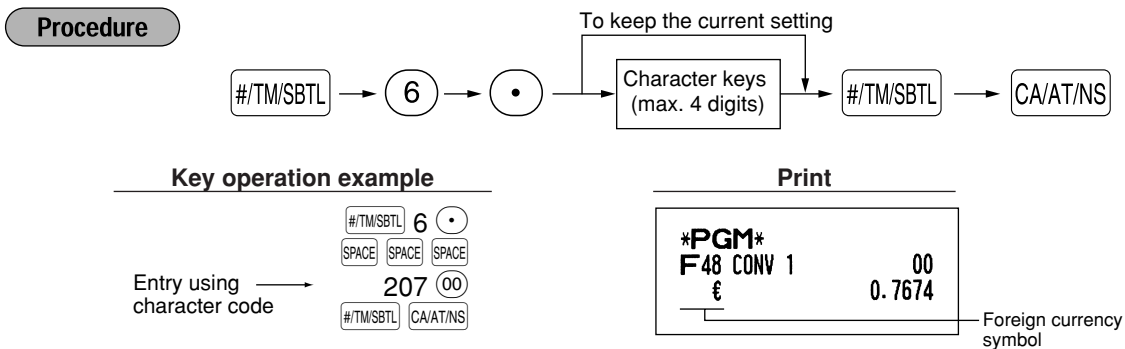 Procedure
To keep the current setting
#/TM/SBTL 6 • Character keys (max. 4 digits) #/TM/SBTL CA/AT/NS
Key operation example
#/TM/SBTL 6 •
SPACE SPACE SPACE
Entry using character code
207 00
#/TM/SBTL CA/AT/NS
Print
*PGM*
F48 CONV 1 00
€ 0.7674
Foreign currency
symbol